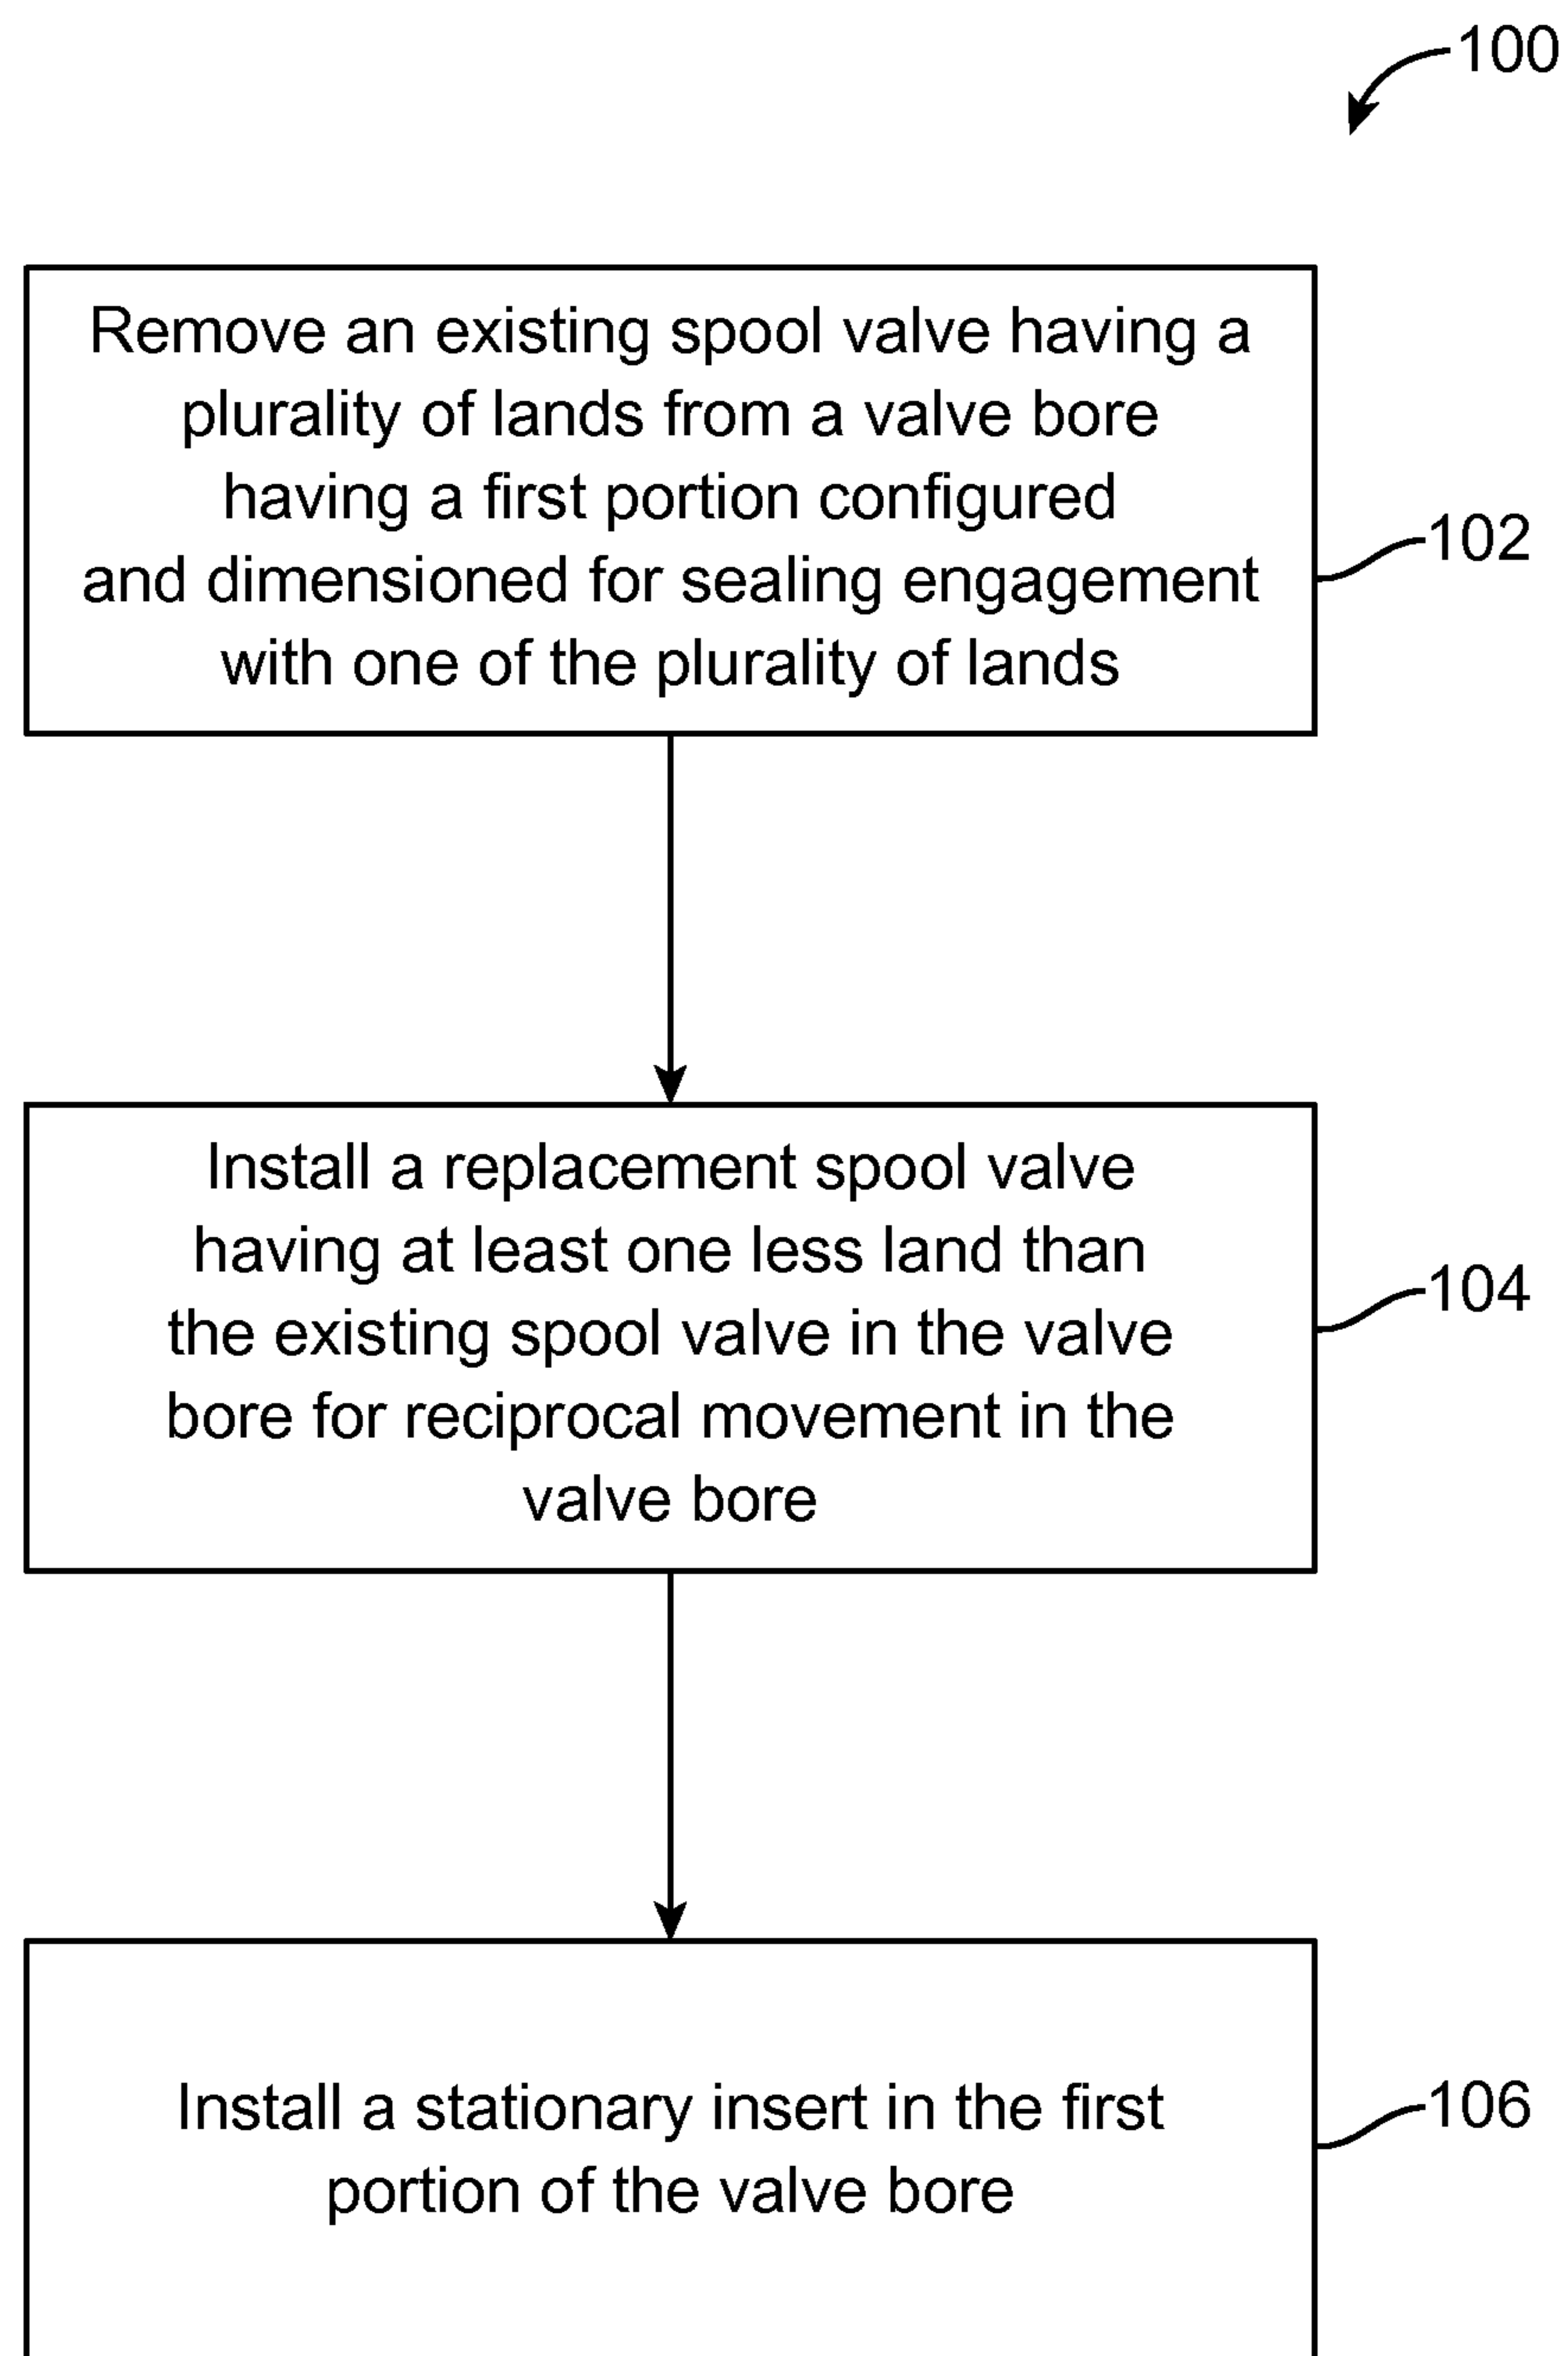 100
Remove an existing spool valve having a
plurality of lands from a valve bore
having a first portion configured
and dimensioned for sealing engagement
with one of the plurality of lands
102
Install a replacement spool valve
having at least one less land than
the existing spool valve in the valve
bore for reciprocal movement in the
valve bore
104
Install a stationary insert in the first
portion of the valve bore
106